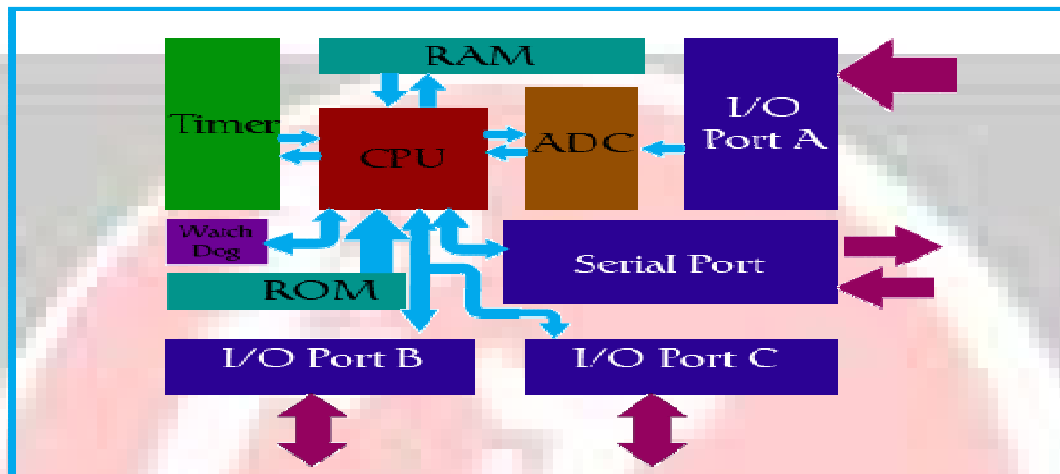 RAM
Timer
CPU
ADC
I/O
Port A
Watch
Dog
ROM
Serial Port
I/O Port B
I/O Port C